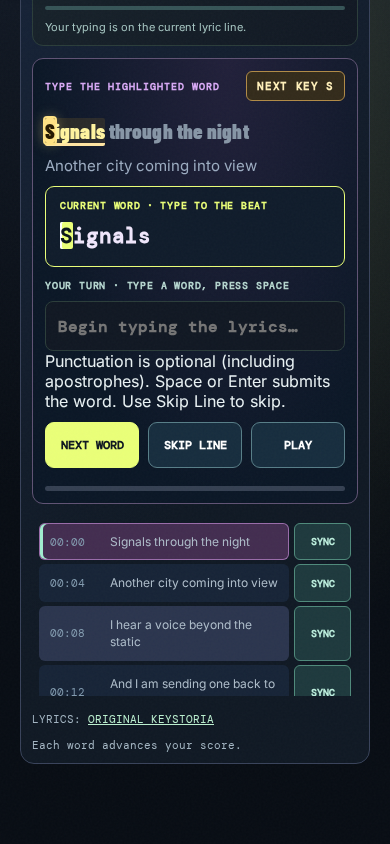 Your typing is on the current lyric line.
TYPE THE HIGHLIGHTED WORD
NEXT KEY S
Signals through the night
Another city coming into view
CURRENT WORD · TYPE TO THE BEAT
Signals
YOUR TURN · TYPE A WORD, PRESS SPACE
Begin typing the lyrics…
Punctuation is optional (including
apostrophes). Space or Enter submits
the word. Use Skip Line to skip.
NEXT WORD
SKIP LINE
PLAY
00:00 Signals through the night SYNC
00:04 Another city coming into view SYNC
00:08 I hear a voice beyond the
static
SYNC
00:12 And I am sending one back to
SYNC
LYRICS: ORIGINAL KEYSTORIA
Each word advances your score.